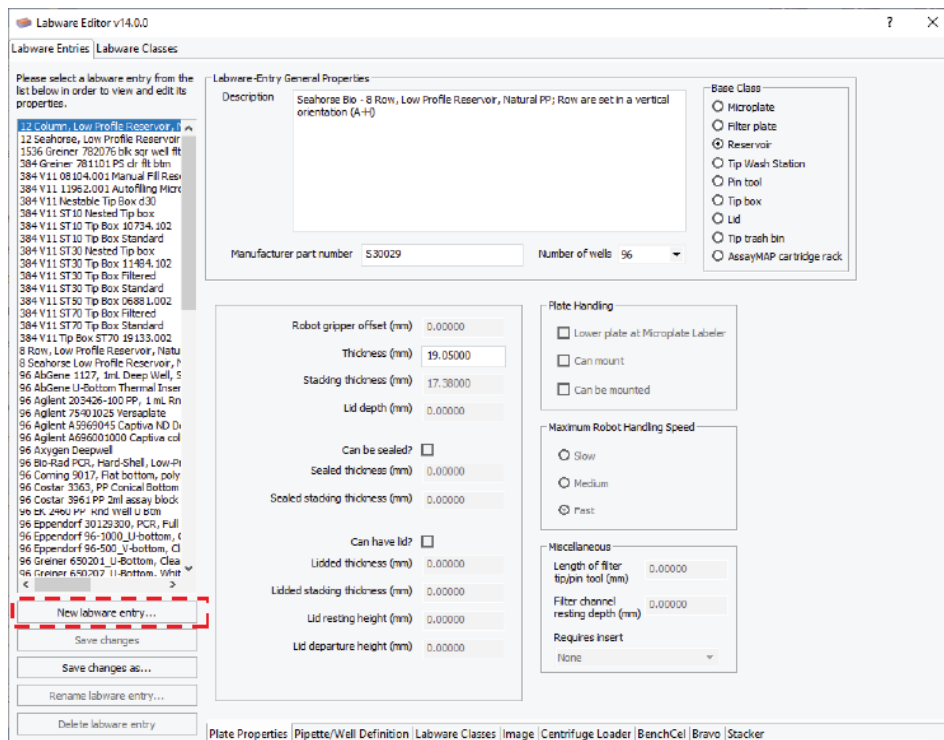 Labware Editor v14.0.0
Labware Entries
Labware Classes
Please select a labware entry from the
list below in order to view and edit its
properties.
12 Column, Low Profile Reservoir, N
12 Seahorse, Low Profile Reservoir
1536 Greiner 782076 blk sqr well flt
384 Greiner 781101 PS clr flt btm
384 V11 08104.001 Manual Fill Rese
384 V11 11962.001 Autofilling Micro
384 V11 Nestable Tip Box d30
384 V11 ST10 Nested Tip box
384 V11 ST10 Tip Box 10734.102
384 V11 ST10 Tip Box Standard
384 V11 ST30 Nested Tip box
384 V11 ST30 Tip Box 11484.102
384 V11 ST30 Tip Box Filtered
384 V11 ST30 Tip Box Standard
384 V11 ST50 Tip Box 06881.002
384 V11 ST70 Tip Box Filtered
384 V11 ST70 Tip Box Standard
384 V11 Tip Box ST70 19133.002
8 Row, Low Profile Reservoir, Natu
8 Seahorse Low Profile Reservoir, N
96 AbGene 1127, 1mL Deep Well, S
96 AbGene U-Bottom Thermal Inser
96 Agilent 203426-100 PP, 1 mL Rn
96 Agilent 75401025 Versaplate
96 Agilent A5969045 Captiva ND De
96 Agilent A696001000 Captiva col
96 Axygen Deepwell
96 Bio-Rad PCR, Hard-Shell, Low-Pr
96 Corning 9017, Flat bottom, poly
96 Costar 3363, PP Conical Bottom
96 Costar 3961 PP 2ml assay block
96 EK 2460 PP Rnd Well U Btm
96 Eppendorf 30129300, PCR, Full
96 Eppendorf 96-1000_U-bottom, C
96 Eppendorf 96-500_V-bottom, Cl
96 Greiner 650201_U-Bottom, Clea
96 Greiner 650207_U-Bottom, Whit
New labware entry...
Save changes
Save changes as...
Rename labware entry...
Delete labware entry
Labware-Entry General Properties
Description
Seahorse Bio - 8 Row, Low Profile Reservoir, Natural PP; Row are set in a vertical
orientation (A-H)
Manufacturer part number
S30029
Number of wells
96
Base Class
Microplate
Filter plate
Reservoir
Tip Wash Station
Pin tool
Tip box
Lid
Tip trash bin
AssayMAP cartridge rack
Robot gripper offset (mm) 0.00000
Thickness (mm) 19.05000
Stacking thickness (mm) 17.38000
Lid depth (mm) 0.00000
Can be sealed?
Sealed thickness (mm) 0.00000
Sealed stacking thickness (mm) 0.00000
Can have lid?
Lidded thickness (mm) 0.00000
Lidded stacking thickness (mm) 0.00000
Lid resting height (mm) 0.00000
Lid departure height (mm) 0.00000
Plate Handling
Lower plate at Microplate Labeler
Can mount
Can be mounted
Maximum Robot Handling Speed
Slow
Medium
Fast
Miscellaneous
Length of filter
tip/pin tool (mm) 0.00000
Filter channel
resting depth (mm) 0.00000
Requires insert
None
Plate Properties
Pipette/Well Definition
Labware Classes
Image
Centrifuge Loader
BenchCel
Bravo
Stacker